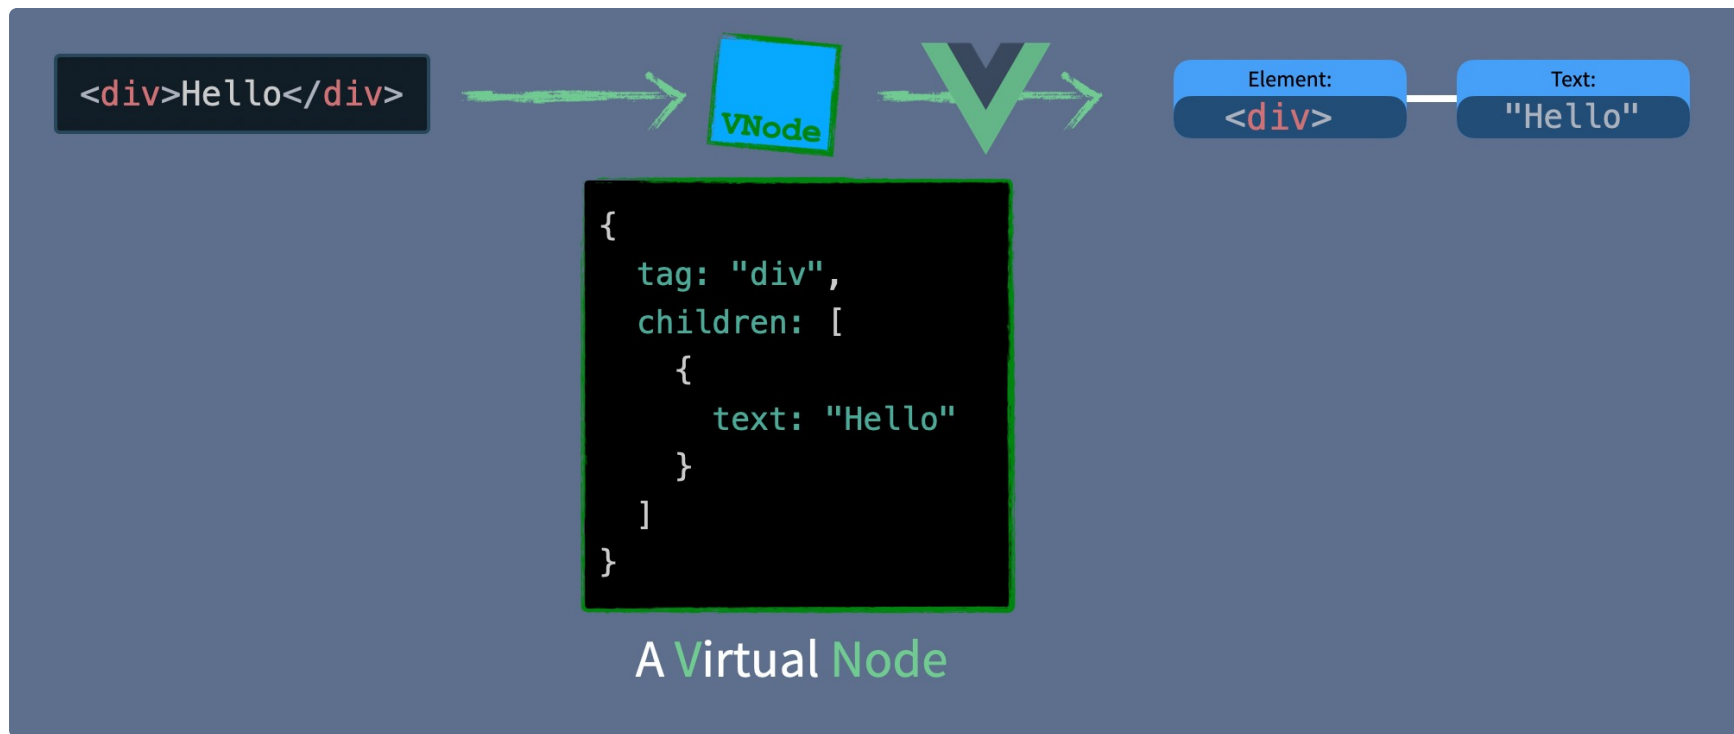 <div>Hello</div>
VNode
Element:
<div>
Text:
"Hello"
{
  tag: "div",
  children: [
    {
      text: "Hello"
    }
  ]
}
A Virtual Node